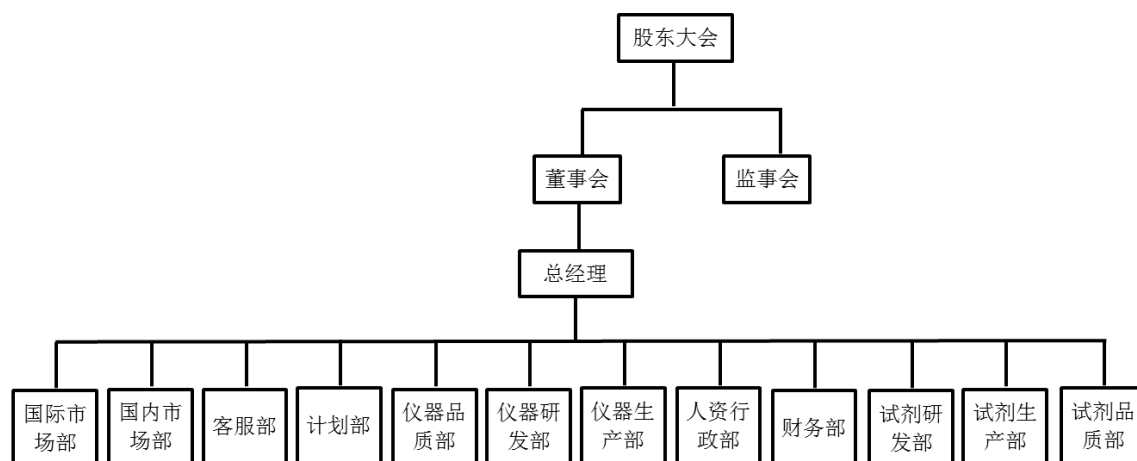 股东大会
董事会
监事会
总经理
国际市
场部
国内市
场部
客服部
计划部
仪器品
质部
仪器研
发部
仪器生
产部
人资行
政部
财务部
试剂研
发部
试剂生
产部
试剂品
质部